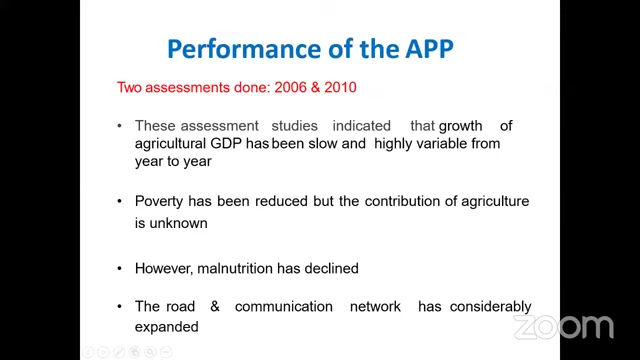 Performance of the APP
Two assessments done: 2006 & 2010
• These assessment studies indicated that growth of
agricultural GDP has been slow and highly variable from
year to year
• Poverty has been reduced but the contribution of agriculture
is unknown
• However, malnutrition has declined
• The road & communication network has considerably
expanded
zoom